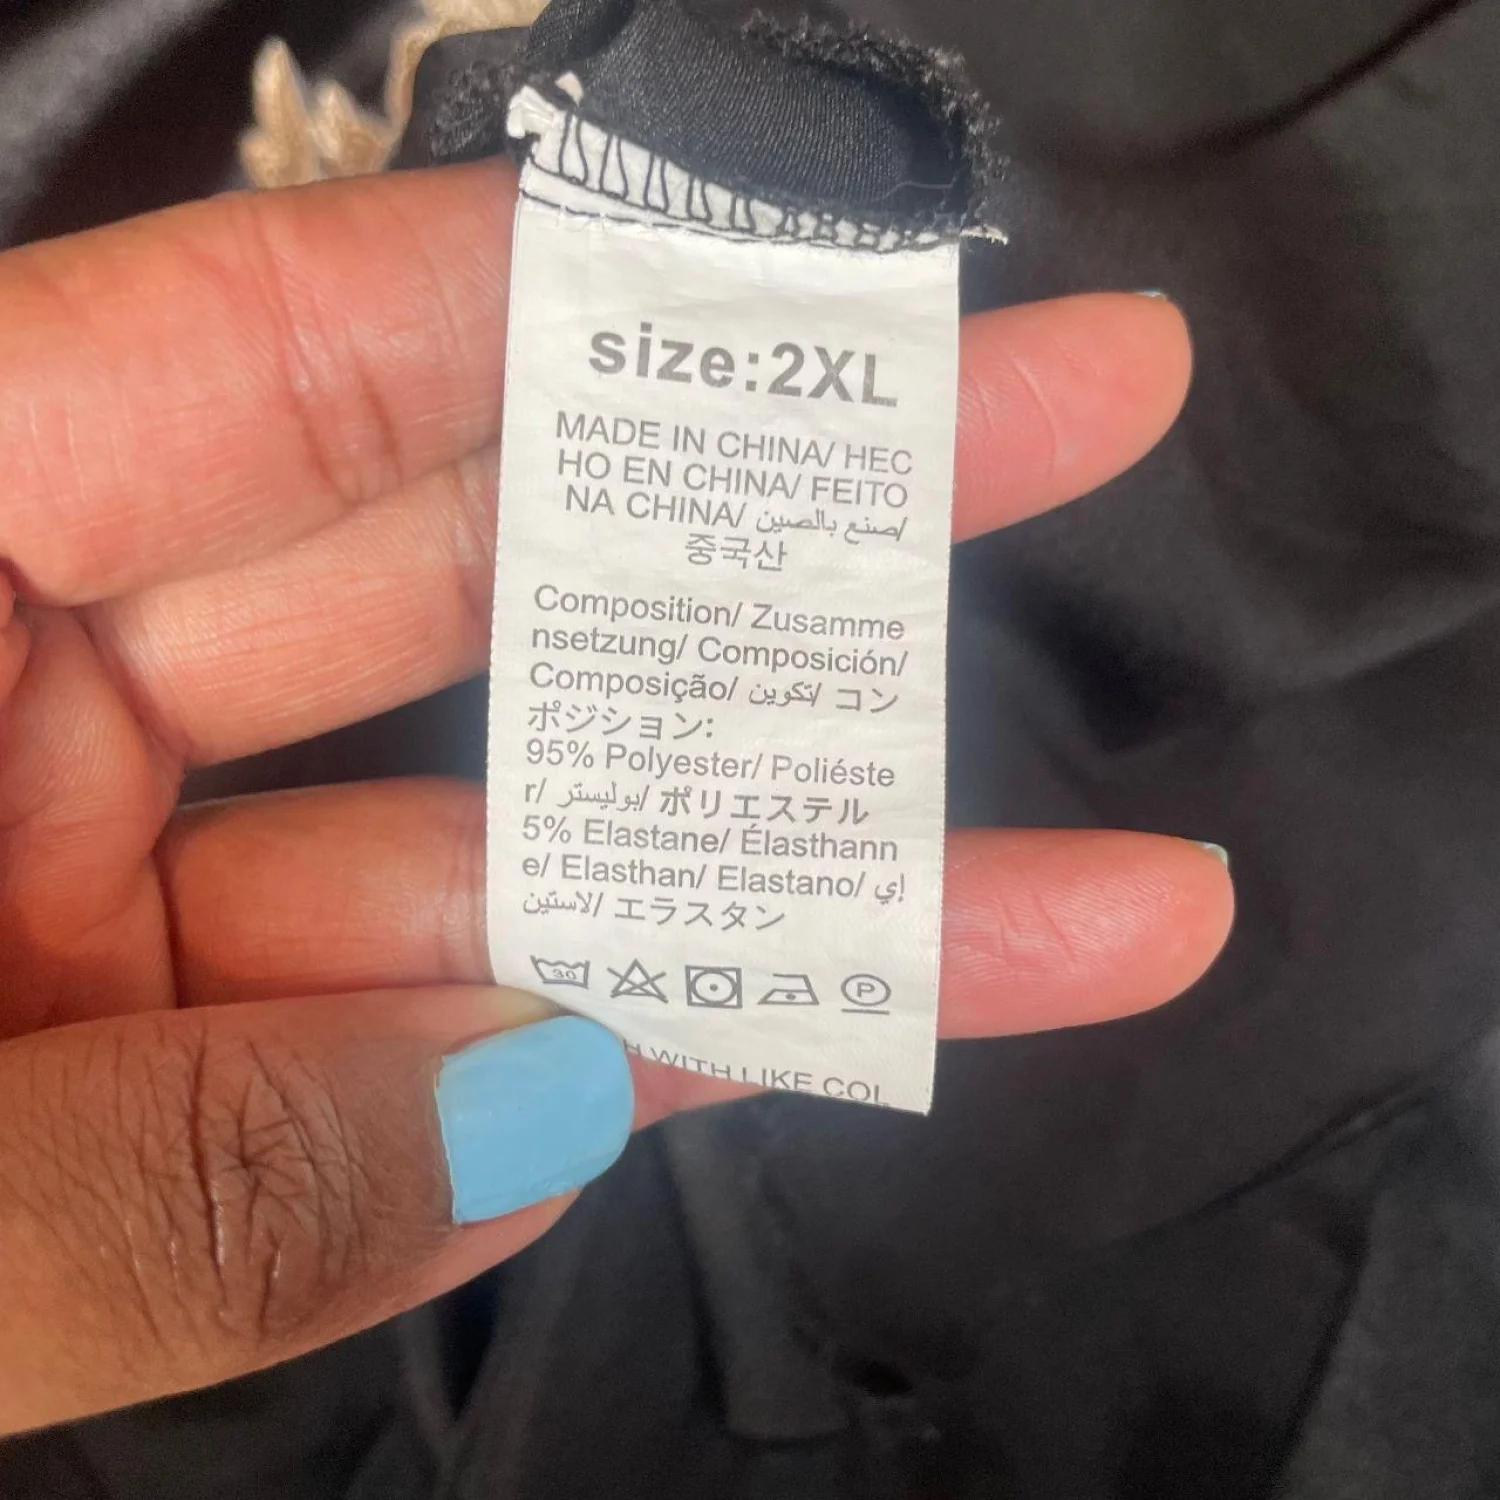 size:2XL
MADE IN CHINA/ HEC
HO EN CHINA/ FEITO
NA CHINA/ صنع بالصين/
중국산
Composition/ Zusamme
nsetzung/ Composición/
Composição/ تكوين/ コン
ポジション:
95% Polyester/ Poliéste
r/ بوليستر/ ポリエステル
5% Elastane/ Élasthann
e/ Elasthan/ Elastano/ إي
لاستين/ エラスタン
30
P
WITH LIKE COL